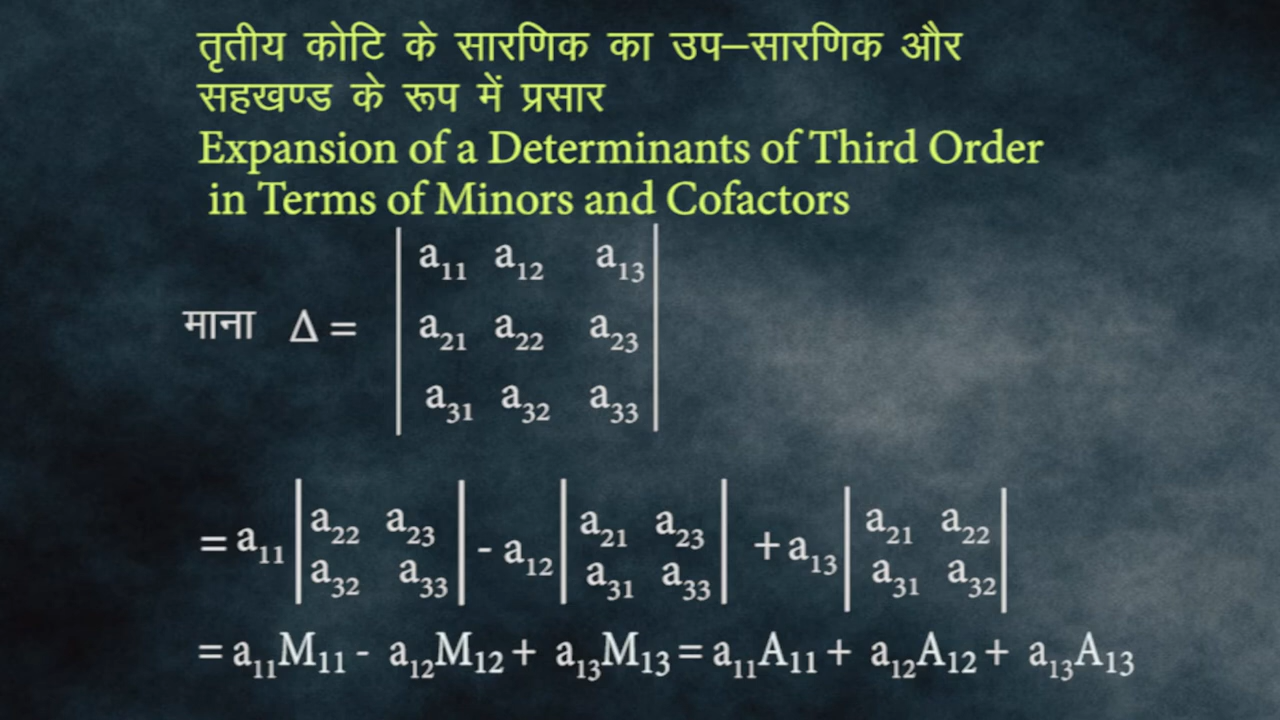 तृतीय कोटि के सारणिक का उप–सारणिक और
सहखण्ड के रूप में प्रसार
Expansion of a Determinants of Third Order
in Terms of Minors and Cofactors
a₁₁ a₁₂ a₁₃
माना Δ = a₂₁ a₂₂ a₂₃
a₃₁ a₃₂ a₃₃
= a₁₁ |a₂₂ a₂₃| - a₁₂ |a₂₁ a₂₃| + a₁₃ |a₂₁ a₂₂|
|a₃₂ a₃₃| |a₃₁ a₃₃| |a₃₁ a₃₂|
= a₁₁M₁₁ - a₁₂M₁₂ + a₁₃M₁₃ = a₁₁A₁₁ + a₁₂A₁₂ + a₁₃A₁₃